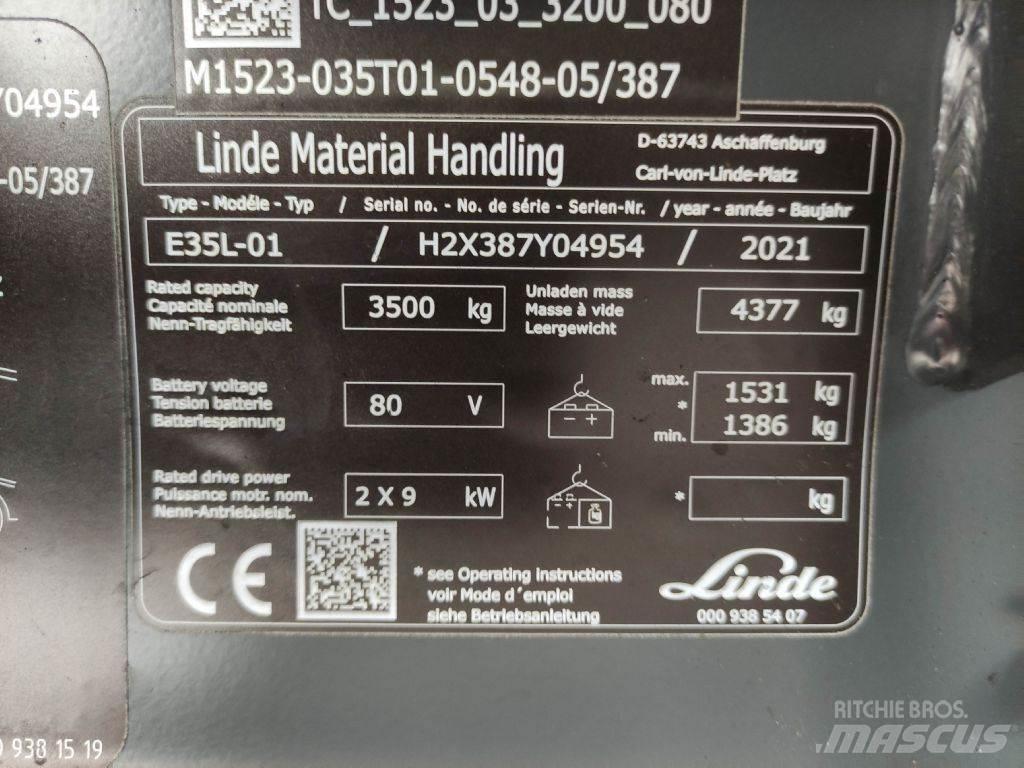 TC_1523_03_3200_080
M1523-035T01-0548-05/387
Y04954
-05/387
Linde Material Handling
D-63743 Aschaffenburg
Carl-von-Linde-Platz
Type - Modéle - Typ / Serial no. - No. de série - Serien-Nr. / year - année - Baujahr
E35L-01 / H2X387Y04954 / 2021
Rated capacity
Capacité nominale
Nenn-Tragfähigkeit
3500 kg
Unladen mass
Masse à vide
Leergewicht
4377 kg
Battery voltage
Tension batterie
Batteriespannung
80 V
- +
max. 1531 kg
*
min. 1386 kg
Rated drive power
Puissance motr. nom.
Nenn-Antriebsleist.
2 X 9 kW
- +
* kg
CE
* see Operating instructions
voir Mode d'emploi
siehe Betriebsanleitung
Linde
000 938 54 07
938 15 19
RITCHIE BROS.
MASCUS